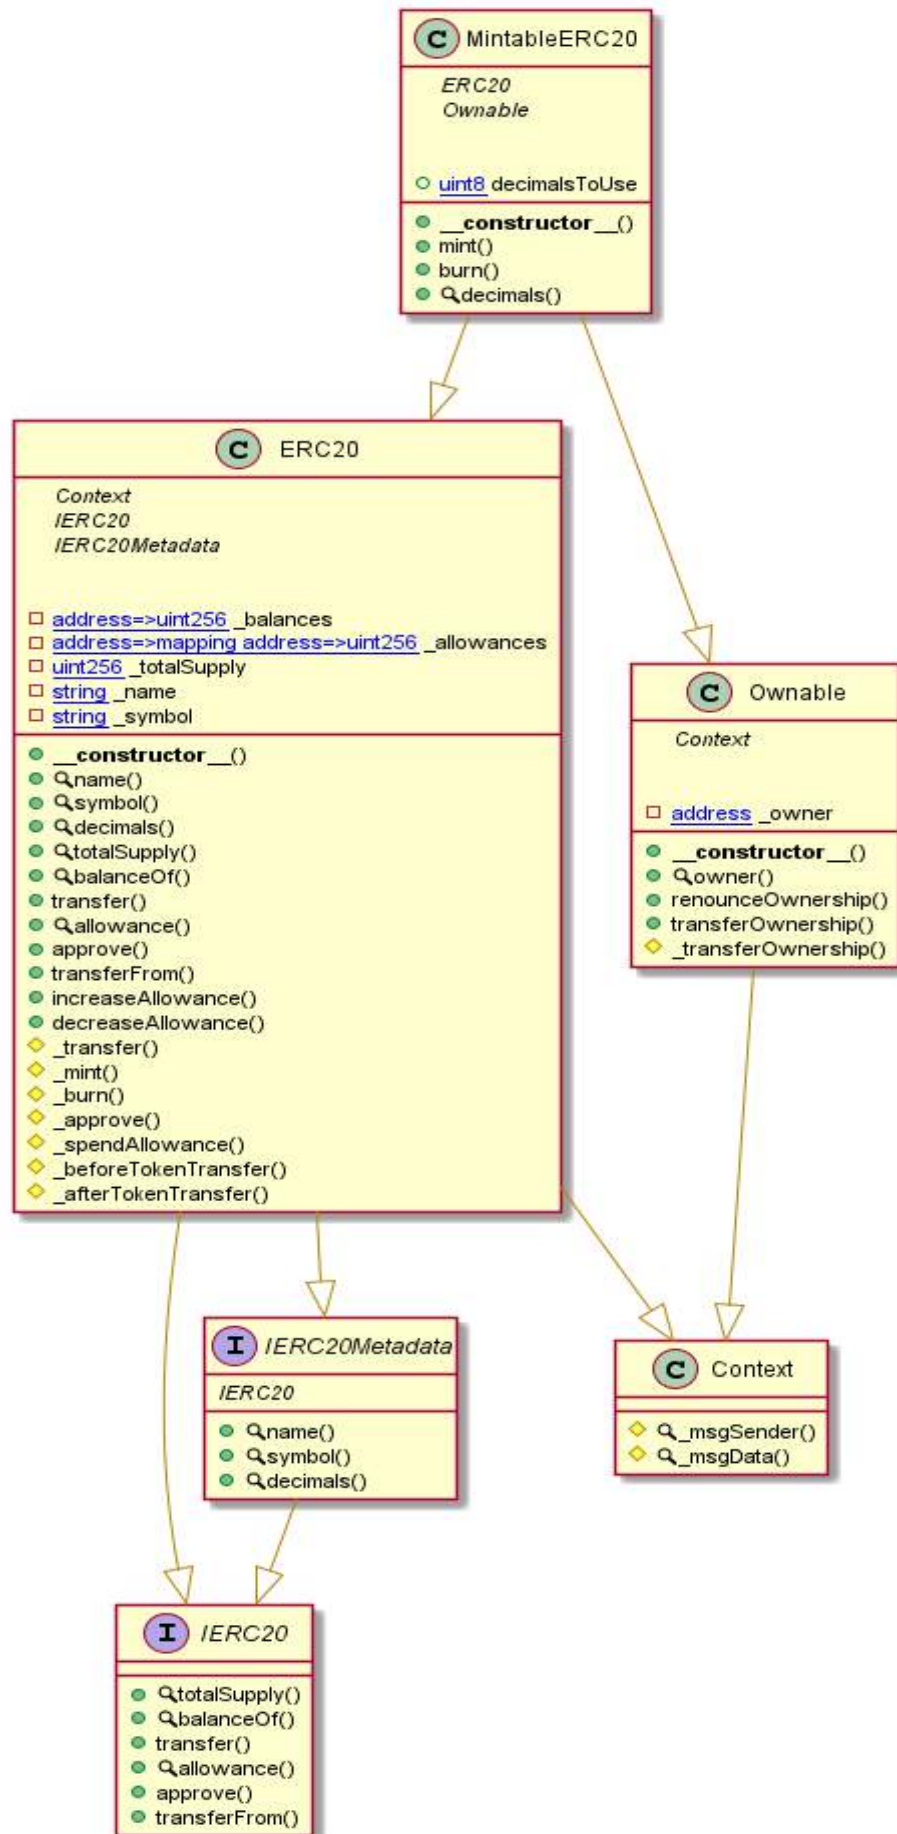 C MintableERC20
ERC20
Ownable
uint8 decimalsToUse
__constructor__()
mint()
burn()
decimals()
C ERC20
Context
IERC20
IERC20Metadata
address=>uint256 _balances
address=>mapping address=>uint256 _allowances
uint256 _totalSupply
string _name
string _symbol
__constructor__()
name()
symbol()
decimals()
totalSupply()
balanceOf()
transfer()
allowance()
approve()
transferFrom()
increaseAllowance()
decreaseAllowance()
_transfer()
_mint()
_burn()
_approve()
_spendAllowance()
_beforeTokenTransfer()
_afterTokenTransfer()
C Ownable
Context
address _owner
__constructor__()
owner()
renounceOwnership()
transferOwnership()
_transferOwnership()
I IERC20Metadata
IERC20
name()
symbol()
decimals()
C Context
_msgSender()
_msgData()
I IERC20
totalSupply()
balanceOf()
transfer()
allowance()
approve()
transferFrom()